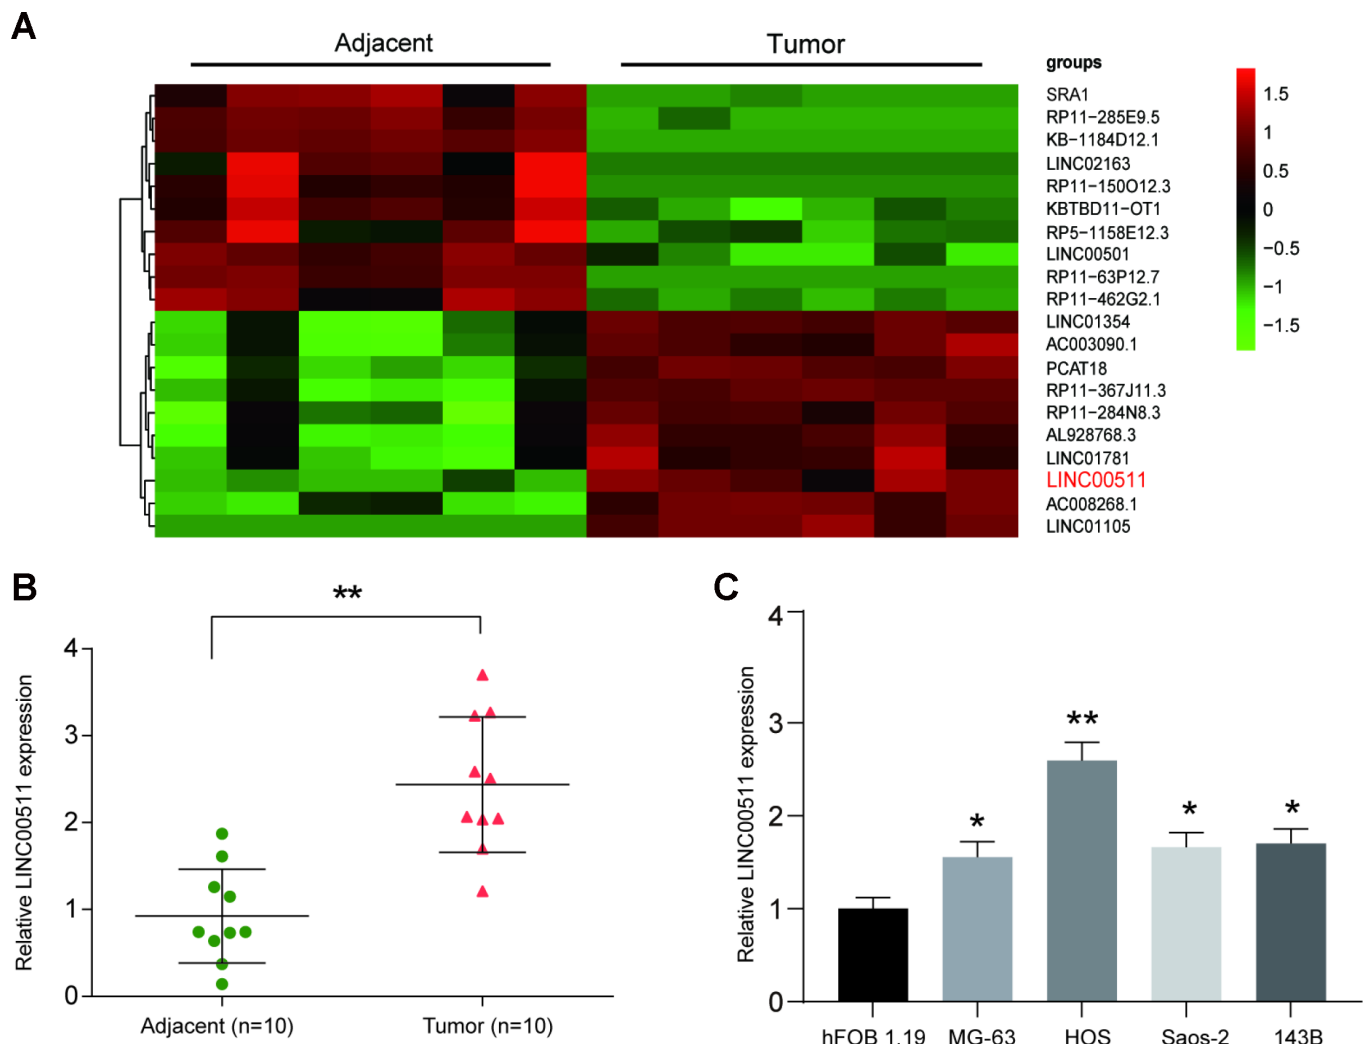 A
Adjacent
Tumor
groups
SRA1
RP11−285E9.5
KB−1184D12.1
LINC02163
RP11−150O12.3
KBTBD11−OT1
RP5−1158E12.3
LINC00501
RP11−63P12.7
RP11−462G2.1
LINC01354
AC003090.1
PCAT18
RP11−367J11.3
RP11−284N8.3
AL928768.3
LINC01781
LINC00511
AC008268.1
LINC01105
1.5
1
0.5
0
−0.5
−1
−1.5
B
**
Relative LINC00511 expression
4
3
2
1
0
Adjacent (n=10)
Tumor (n=10)
C
Relative LINC00511 expression
4
3
2
1
0
*
**
*
*
hFOB 1.19
MG-63
HOS
Saos-2
143B